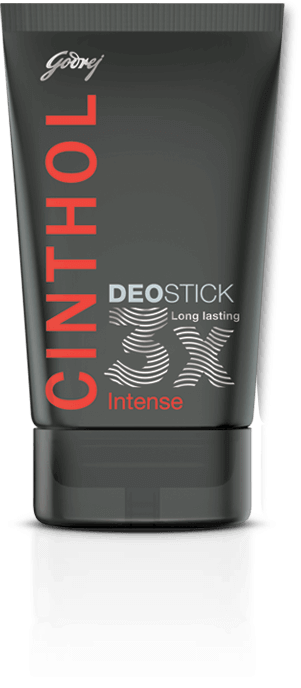 Godrej
CINTHOL
DEOSTICK
Long lasting
3X
Intense